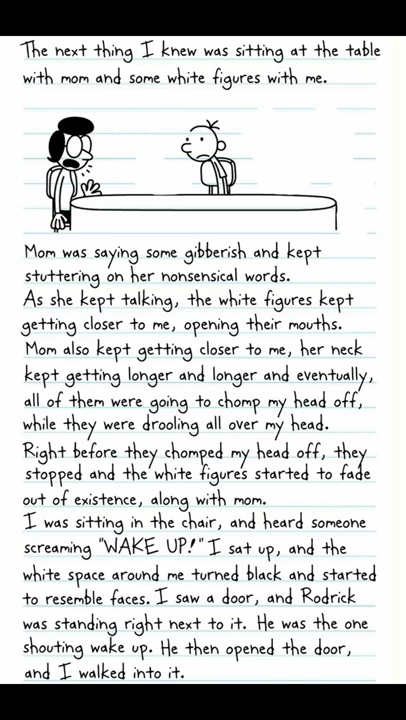 The next thing I knew was sitting at the table
with mom and some white figures with me.
Mom was saying some gibberish and kept
stuttering on her nonsensical words.
As she kept talking, the white figures kept
getting closer to me, opening their mouths.
Mom also kept getting closer to me, her neck
kept getting longer and longer and eventually,
all of them were going to chomp my head off,
while they were drooling all over my head.
Right before they chomped my head off, they
stopped and the white figures started to fade
out of existence, along with mom.
I was sitting in the chair, and heard someone
screaming "WAKE UP!" I sat up, and the
white space around me turned black and started
to resemble faces. I saw a door, and Rodrick
was standing right next to it. He was the one
shouting wake up. He then opened the door,
and I walked into it.